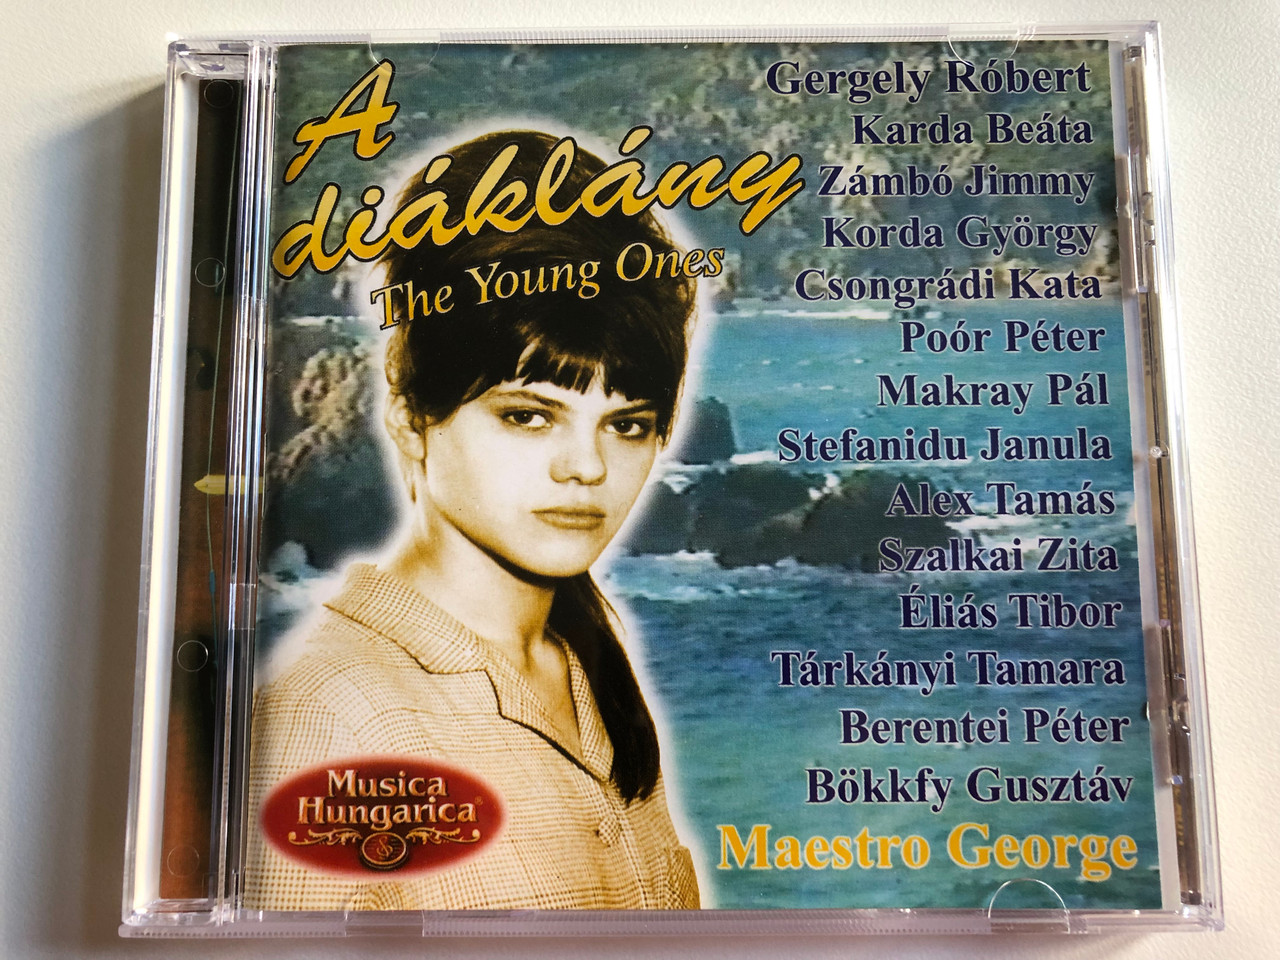 A
diáklány
The Young Ones
Gergely Róbert
Karda Beáta
Zámbó Jimmy
Korda György
Csongrádi Kata
Poór Péter
Makray Pál
Stefanidu Janula
Alex Tamás
Szalkai Zita
Éliás Tibor
Tárkányi Tamara
Berentei Péter
Bökkfy Gusztáv
Maestro George
Musica
Hungarica®